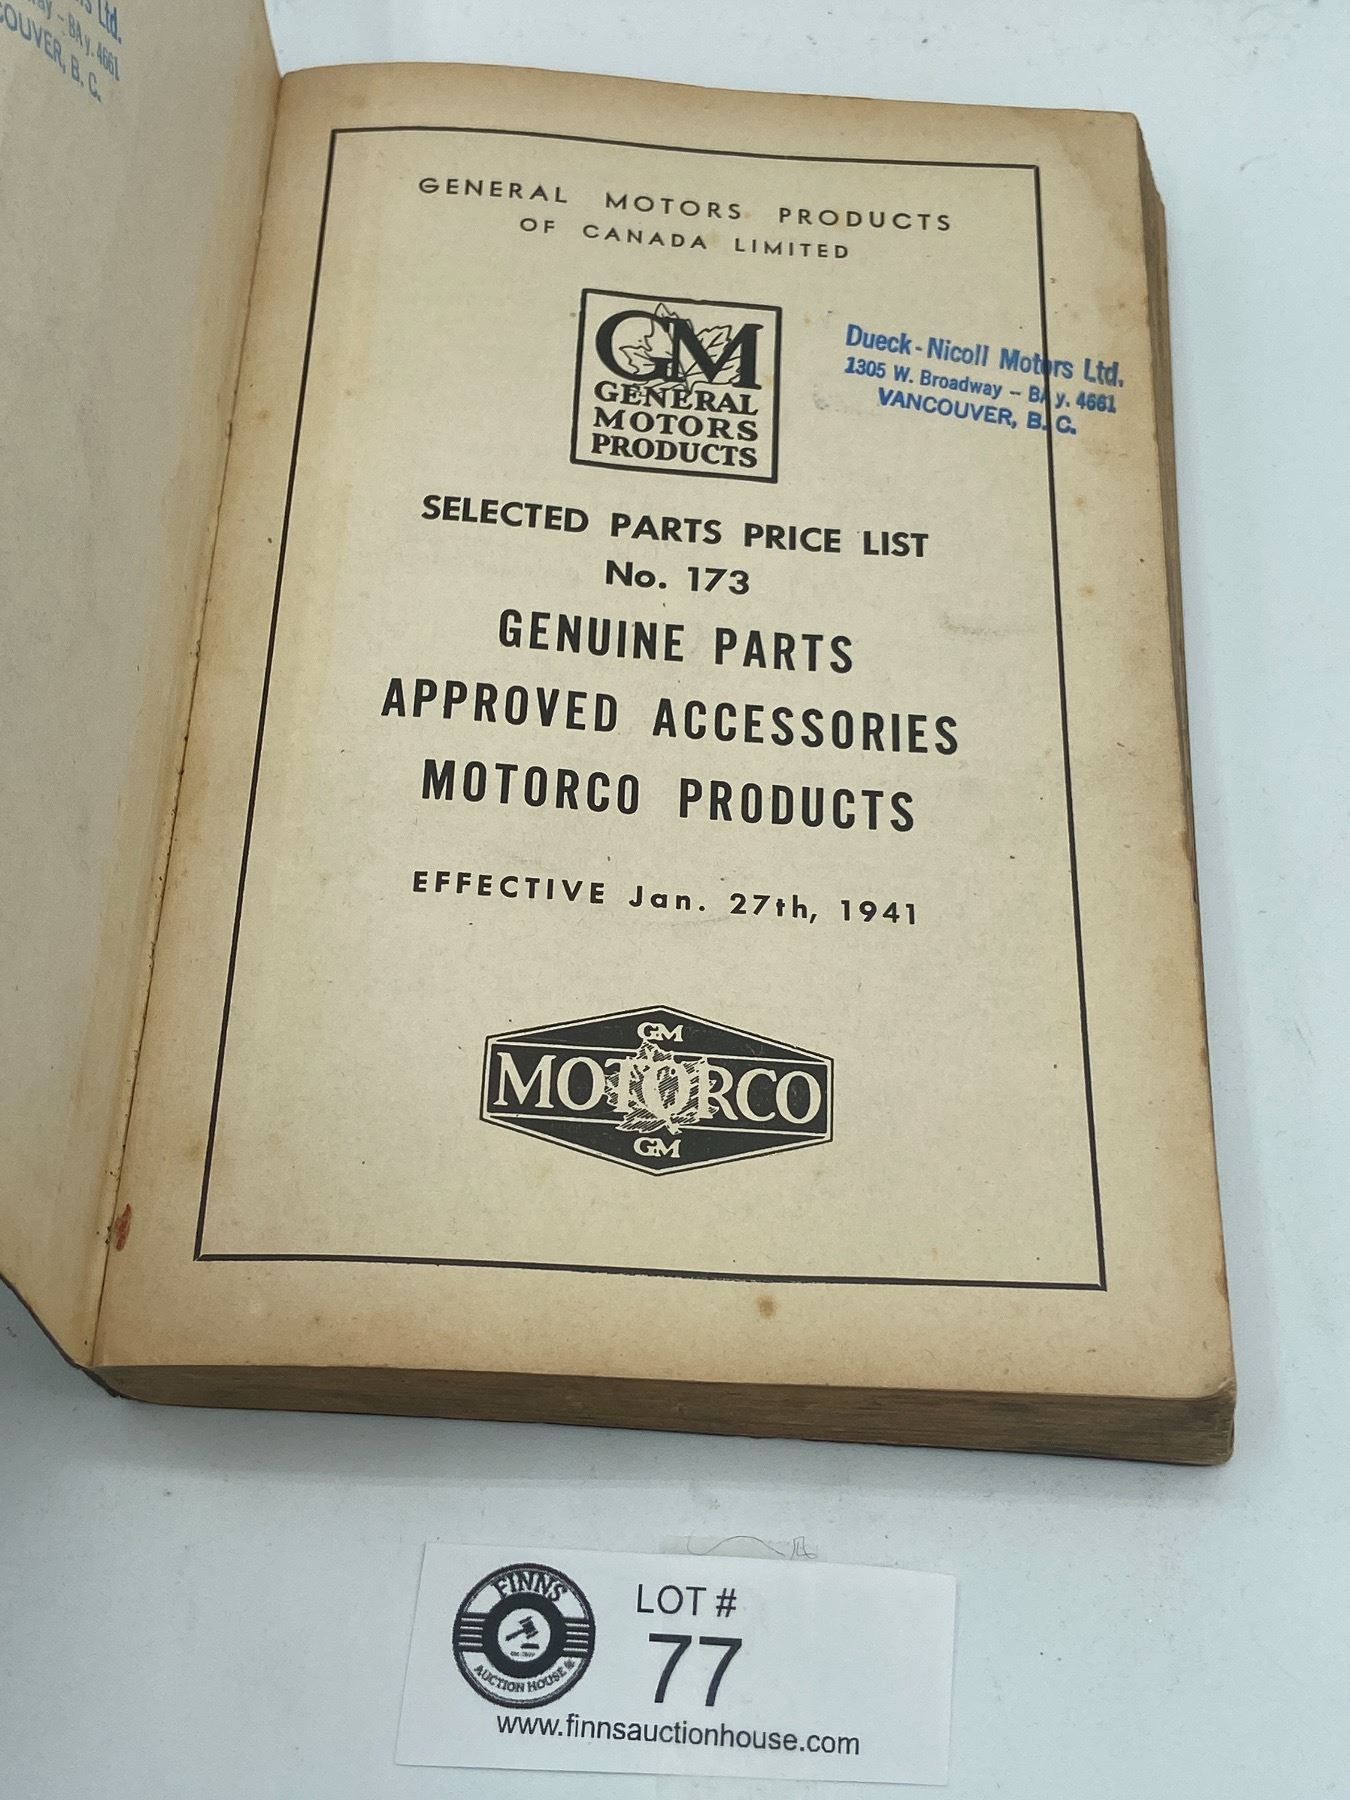 Ltd.
BAy. 4661
COUVER, B. C.
GENERAL MOTORS PRODUCTS
OF CANADA LIMITED
GM
GENERAL
MOTORS
PRODUCTS
Dueck-Nicoll Motors Ltd.
1305 W. Broadway – BAy. 4661
VANCOUVER, B. C.
SELECTED PARTS PRICE LIST
No. 173
GENUINE PARTS
APPROVED ACCESSORIES
MOTORCO PRODUCTS
EFFECTIVE Jan. 27th, 1941
GM
MOTORCO
GM
FINNS
AUCTION HOUSE
LOT #
77
www.finnsauctionhouse.com